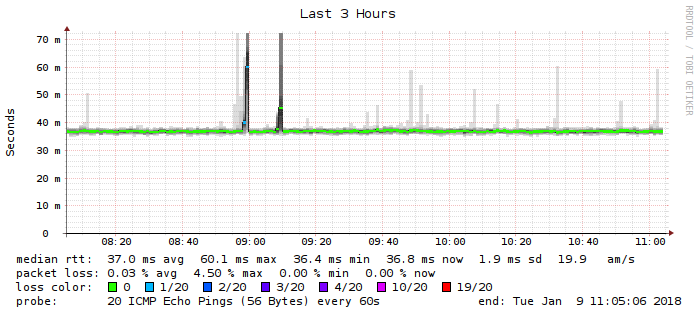 Last 3 Hours
RRDTOOL / TOBI OETIKER
Seconds
70 m
60 m
50 m
40 m
30 m
20 m
10 m
0
08:20 08:40 09:00 09:20 09:40 10:00 10:20 10:40 11:00
median rtt: 37.0 ms avg 60.1 ms max 36.4 ms min 36.8 ms now 1.9 ms sd 19.9 am/s
packet loss: 0.03 % avg 4.50 % max 0.00 % min 0.00 % now
loss color: 0 1/20 2/20 3/20 4/20 10/20 19/20
probe: 20 ICMP Echo Pings (56 Bytes) every 60s end: Tue Jan 9 11:05:06 2018